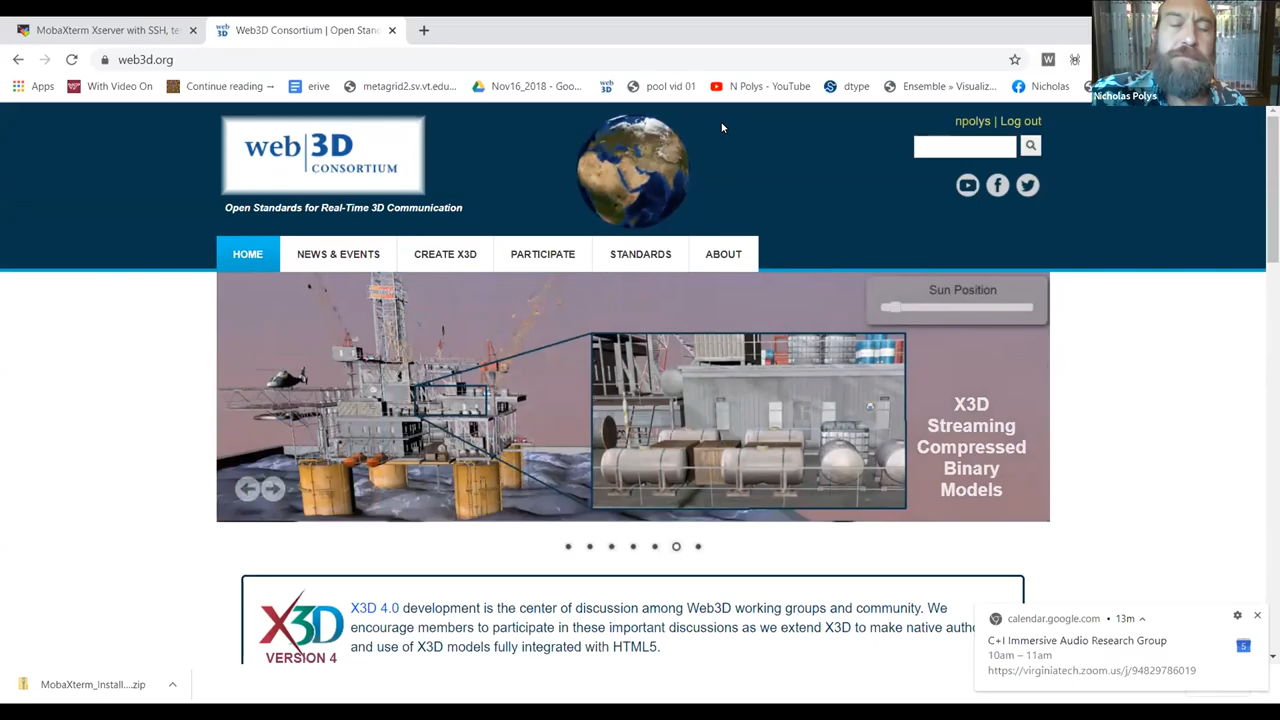 MobaXterm Xserver with SSH, te
Web3D Consortium | Open Stan
web3d.org
W
Nicholas Polys
Apps
With Video On
Continue reading →
erive
metagrid2.sv.vt.edu...
Nov16_2018 - Goo...
web 3D
pool vid 01
N Polys - YouTube
dtype
Ensemble » Visualiz...
Nicholas
web|3D CONSORTIUM
Open Standards for Real-Time 3D Communication
npolys | Log out
HOME
NEWS & EVENTS
CREATE X3D
PARTICIPATE
STANDARDS
ABOUT
Sun Position
X3D
Streaming
Compressed
Binary
Models
X3D
VERSION 4
X3D 4.0 development is the center of discussion among Web3D working groups and community. We
encourage members to participate in these important discussions as we extend X3D to make native autho
and use of X3D models fully integrated with HTML5.
calendar.google.com • 13m
C+I Immersive Audio Research Group
10am – 11am
https://virginiatech.zoom.us/j/94829786019
5
MobaXterm_Install....zip